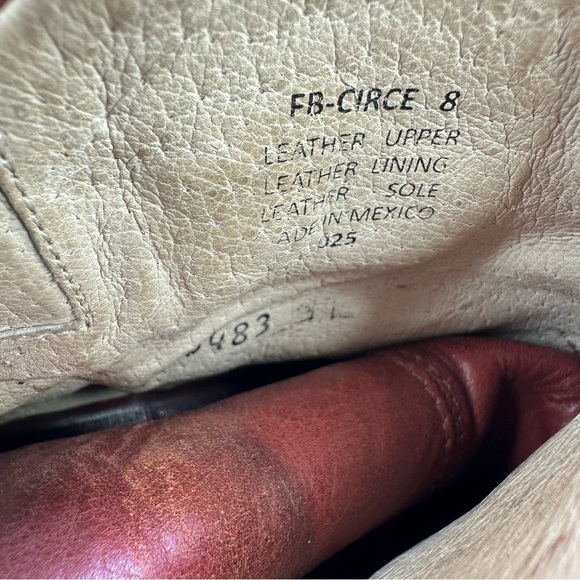 FB-CIRCE 8
LEATHER UPPER
LEATHER LINING
LEATHER SOLE
ADE IN MEXICO
025
483